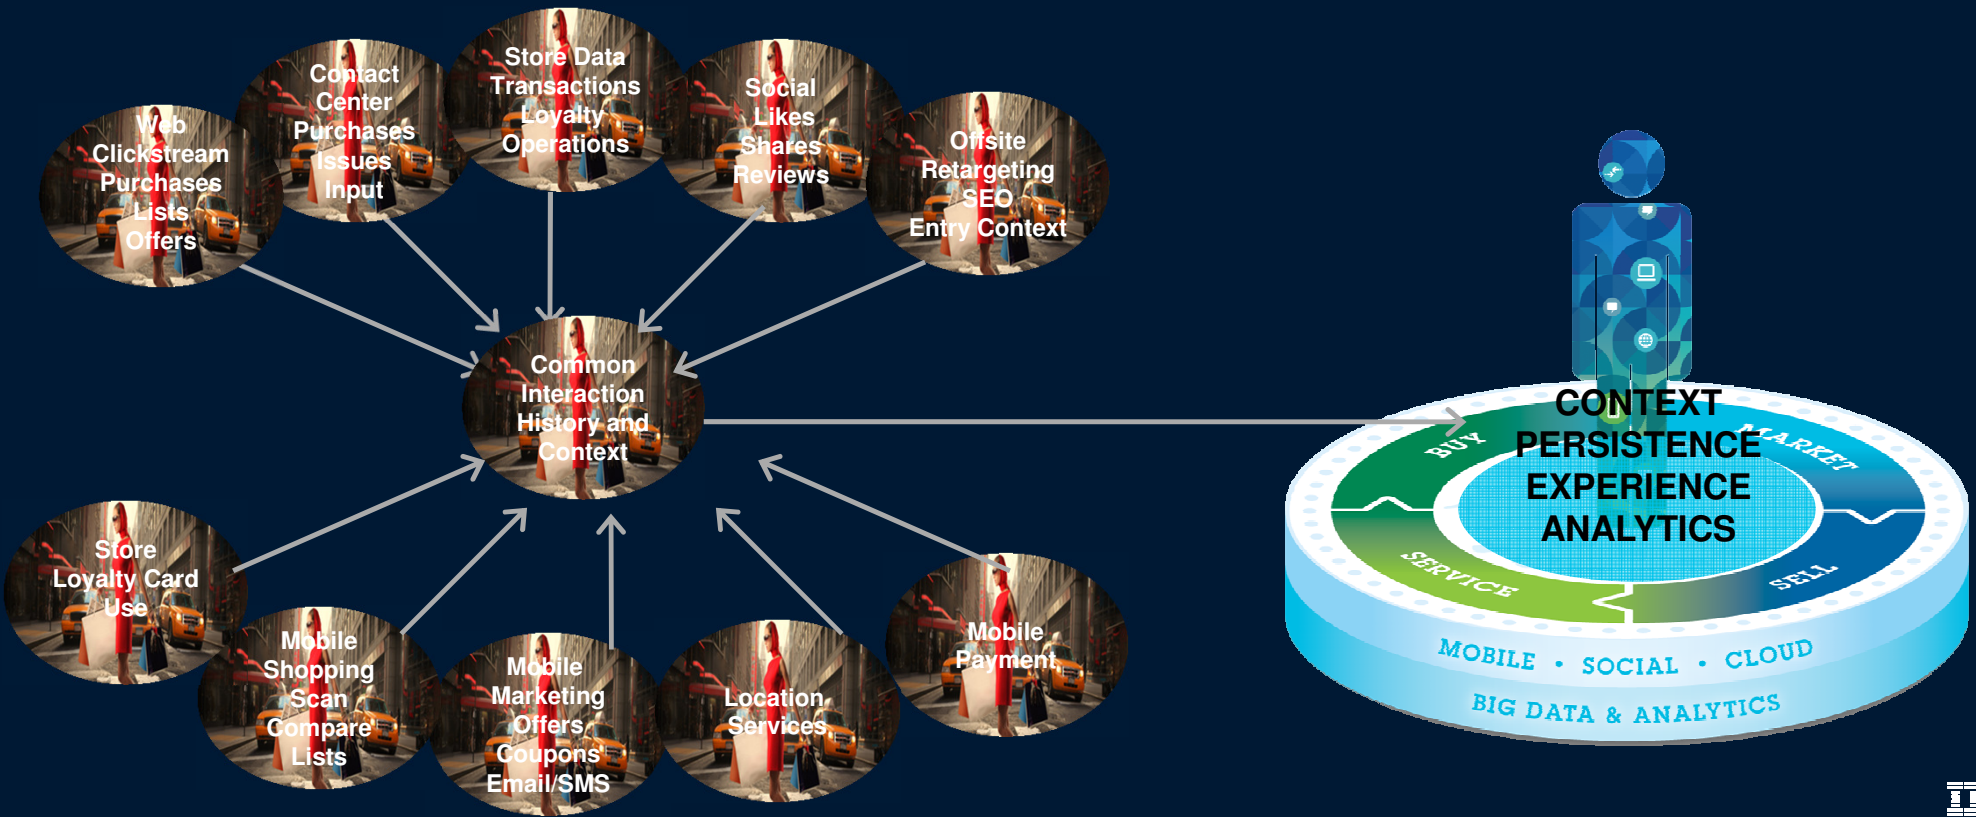 Web
Clickstream
Purchases
Lists
Offers
Contact
Center
Purchases
Issues
Input
Store Data
Transactions
Loyalty
Operations
Social
Likes
Shares
Reviews
Offsite
Retargeting
SEO
Entry Context
Common
Interaction
History and
Context
Store
Loyalty Card
Use
Mobile
Shopping
Scan
Compare
Lists
Mobile
Marketing
Offers
Coupons
Email/SMS
Location
Services
Mobile
Payment
CONTEXT
PERSISTENCE
EXPERIENCE
ANALYTICS
BUY
MARKET
SERVICE
SELL
MOBILE • SOCIAL • CLOUD
BIG DATA & ANALYTICS